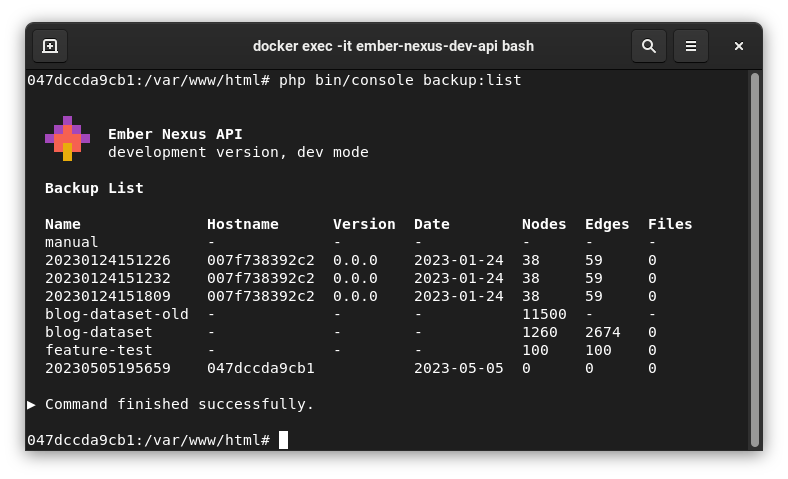 docker exec -it ember-nexus-dev-api bash
047dccda9cb1:/var/www/html# php bin/console backup:list
Ember Nexus API
development version, dev mode
Backup List
Name Hostname Version Date Nodes Edges Files
manual - - - - - -
20230124151226 007f738392c2 0.0.0 2023-01-24 38 59 0
20230124151232 007f738392c2 0.0.0 2023-01-24 38 59 0
20230124151809 007f738392c2 0.0.0 2023-01-24 38 59 0
blog-dataset-old - - - 11500 - -
blog-dataset - - - 1260 2674 0
feature-test - - - 100 100 0
20230505195659 047dccda9cb1 2023-05-05 0 0 0
▶ Command finished successfully.
047dccda9cb1:/var/www/html#